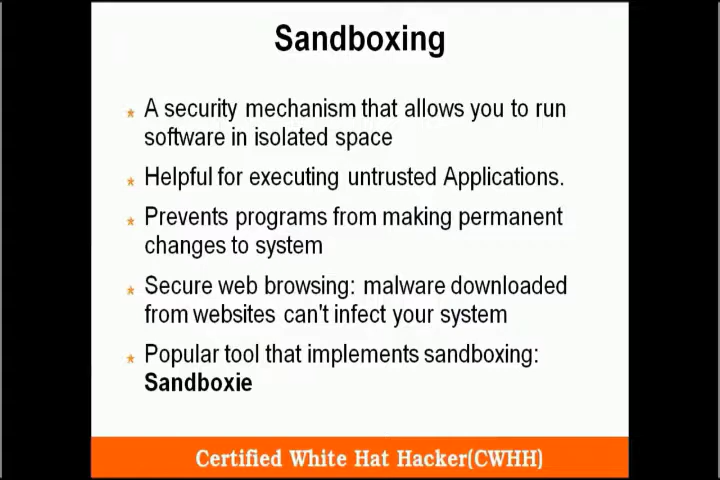 Sandboxing
A security mechanism that allows you to run
software in isolated space
Helpful for executing untrusted Applications.
Prevents programs from making permanent
changes to system
Secure web browsing: malware downloaded
from websites can't infect your system
Popular tool that implements sandboxing:
Sandboxie
Certified White Hat Hacker(CWHH)